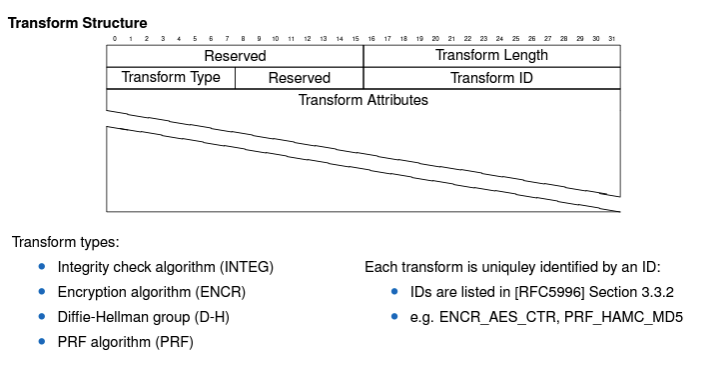 Transform Structure
0 1 2 3 4 5 6 7 8 9 10 11 12 13 14 15 16 17 18 19 20 21 22 23 24 25 26 27 28 29 30 31
Reserved Transform Length
Transform Type Reserved Transform ID
Transform Attributes
Transform types:
• Integrity check algorithm (INTEG)
• Encryption algorithm (ENCR)
• Diffie-Hellman group (D-H)
• PRF algorithm (PRF)
Each transform is uniquley identified by an ID:
• IDs are listed in [RFC5996] Section 3.3.2
• e.g. ENCR_AES_CTR, PRF_HAMC_MD5